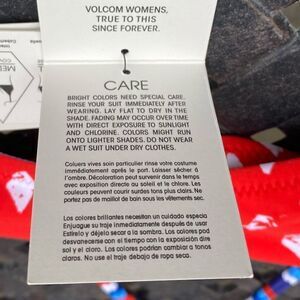 VOLCOM WOMENS,
TRUE TO THIS
SINCE FOREVER.
CARE
BRIGHT COLORS NEED SPECIAL CARE.
RINSE YOUR SUIT IMMEDIATELY AFTER
WEARING. LAY FLAT TO DRY IN THE
SHADE. FADING MAY OCCUR OVER TIME
WITH DIRECT EXPOSURE TO SUNLIGHT
AND CHLORINE. COLORS MIGHT RUN
ONTO LIGHTER SHADES. DO NOT WEAR
A WET SUIT UNDER DRY CLOTHES.
Coluers vives soin particulier rinse votre costume
immédiatement après le port. Laisser sécher á
l'ombre. Décoloration peut survenir dans le temps
avec exposition directe au soleil et le chlore. Les
couleurs peuvent courir sundes tons plus claires. Ne
portez pas de maillot de bain sous les vêtements sec.
Los colores brillantes necesitan un cuidado especia
Enjuague su traje inmediatamente después de usar
Estirelo y déjelo secar a la sombra. Los colores pod
desvanecarse con el tiempo con la exposición dire
sol y el cloro. Los colores podrian cambiar a tonos
claros. No use el traje debajo de ropa seca.
MED